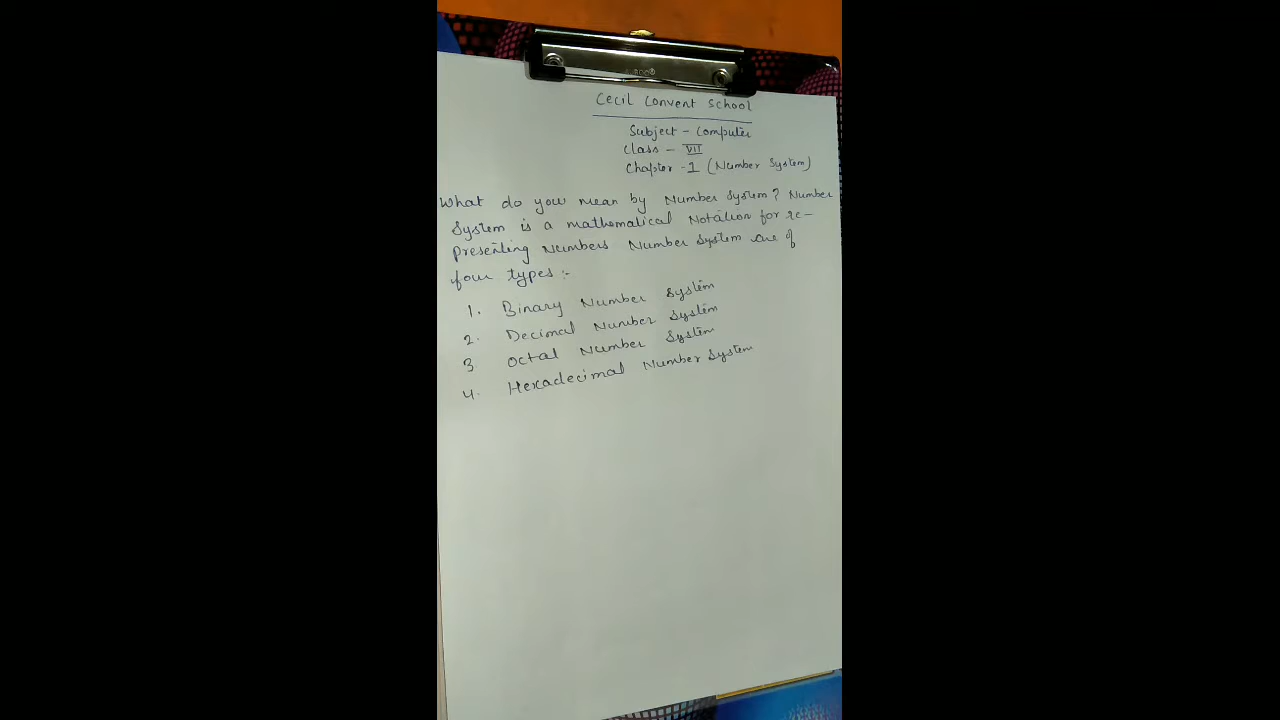 Cecil Convent School
Subject - Computer
Class - VII
Chapter - 1 (Number System)
What do you mean by Number System? Number
System is a mathematical Notation for re-
presenting Numbers Number System are of
four types :-
1. Binary Number System
2. Decimal Number System
3 Octal Number System
4. Hexadecimal Number System